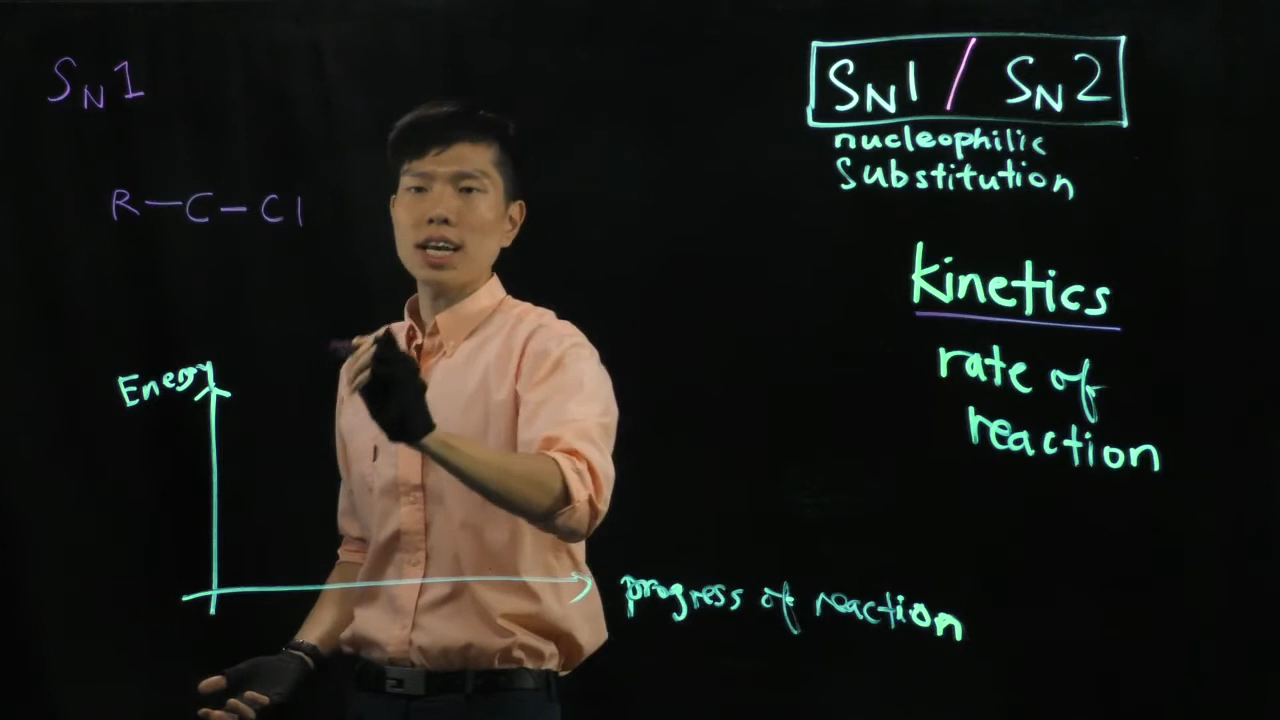 SN1
R—C—Cl
Energy
progress of reaction
SN1 / SN2
nucleophilic
Substitution
kinetics
rate of
reaction